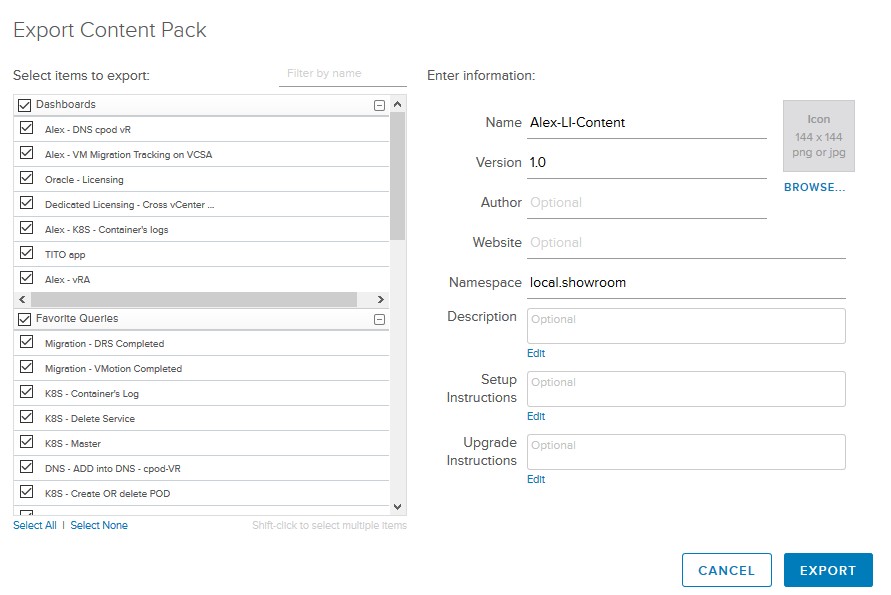 Export Content Pack
Select items to export:
Filter by name
Dashboards
Alex - DNS cpod vR
Alex - VM Migration Tracking on VCSA
Oracle - Licensing
Dedicated Licensing - Cross vCenter ...
Alex - K8S - Container's logs
TITO app
Alex - vRA
Favorite Queries
Migration - DRS Completed
Migration - VMotion Completed
K8S - Container's Log
K8S - Delete Service
K8S - Master
DNS - ADD into DNS - cpod-VR
K8S - Create OR delete POD
Select All | Select None
Shift-click to select multiple items
Enter information:
Name Alex-LI-Content
Version 1.0
Author Optional
Website Optional
Namespace local.showroom
Description Optional
Edit
Setup
Instructions
Optional
Edit
Upgrade
Instructions
Optional
Edit
Icon
144 x 144
png or jpg
BROWSE...
CANCEL
EXPORT